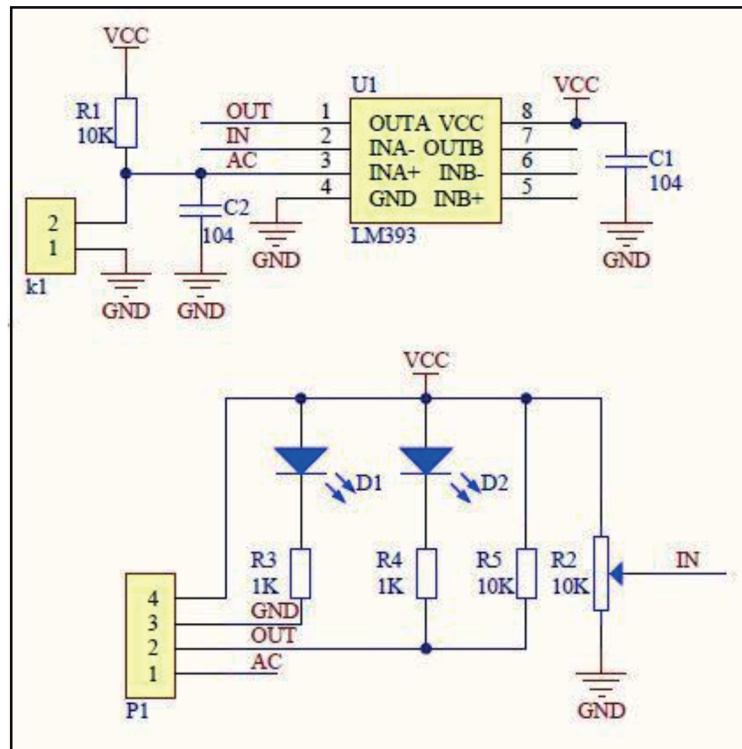 VCC
R1
10K
U1
VCC
OUT 1 OUTA VCC 8
IN 2 INA- OUTB 7
AC 3 INA+ INB- 6
4 GND INB+ 5
C1
104
C2
104
2
1
k1
GND
GND
GND
LM393
GND
VCC
D1
D2
R3
1K
R4
1K
R5
10K
R2
10K
IN
4
3 GND
2 OUT
1 AC
P1
GND